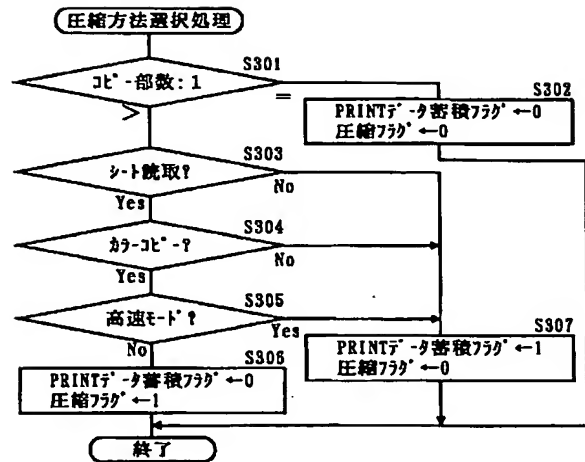 圧縮方法選択処理
S301
コピー部数:1
=
>
S302
PRINTデータ蓄積フラグ←0
圧縮フラグ←0
S303
シート読取?
No
Yes
S304
カラーコピー?
No
Yes
S305
高速モード?
Yes
No
S306
PRINTデータ蓄積フラグ←0
圧縮フラグ←1
S307
PRINTデータ蓄積フラグ←1
圧縮フラグ←0
終了